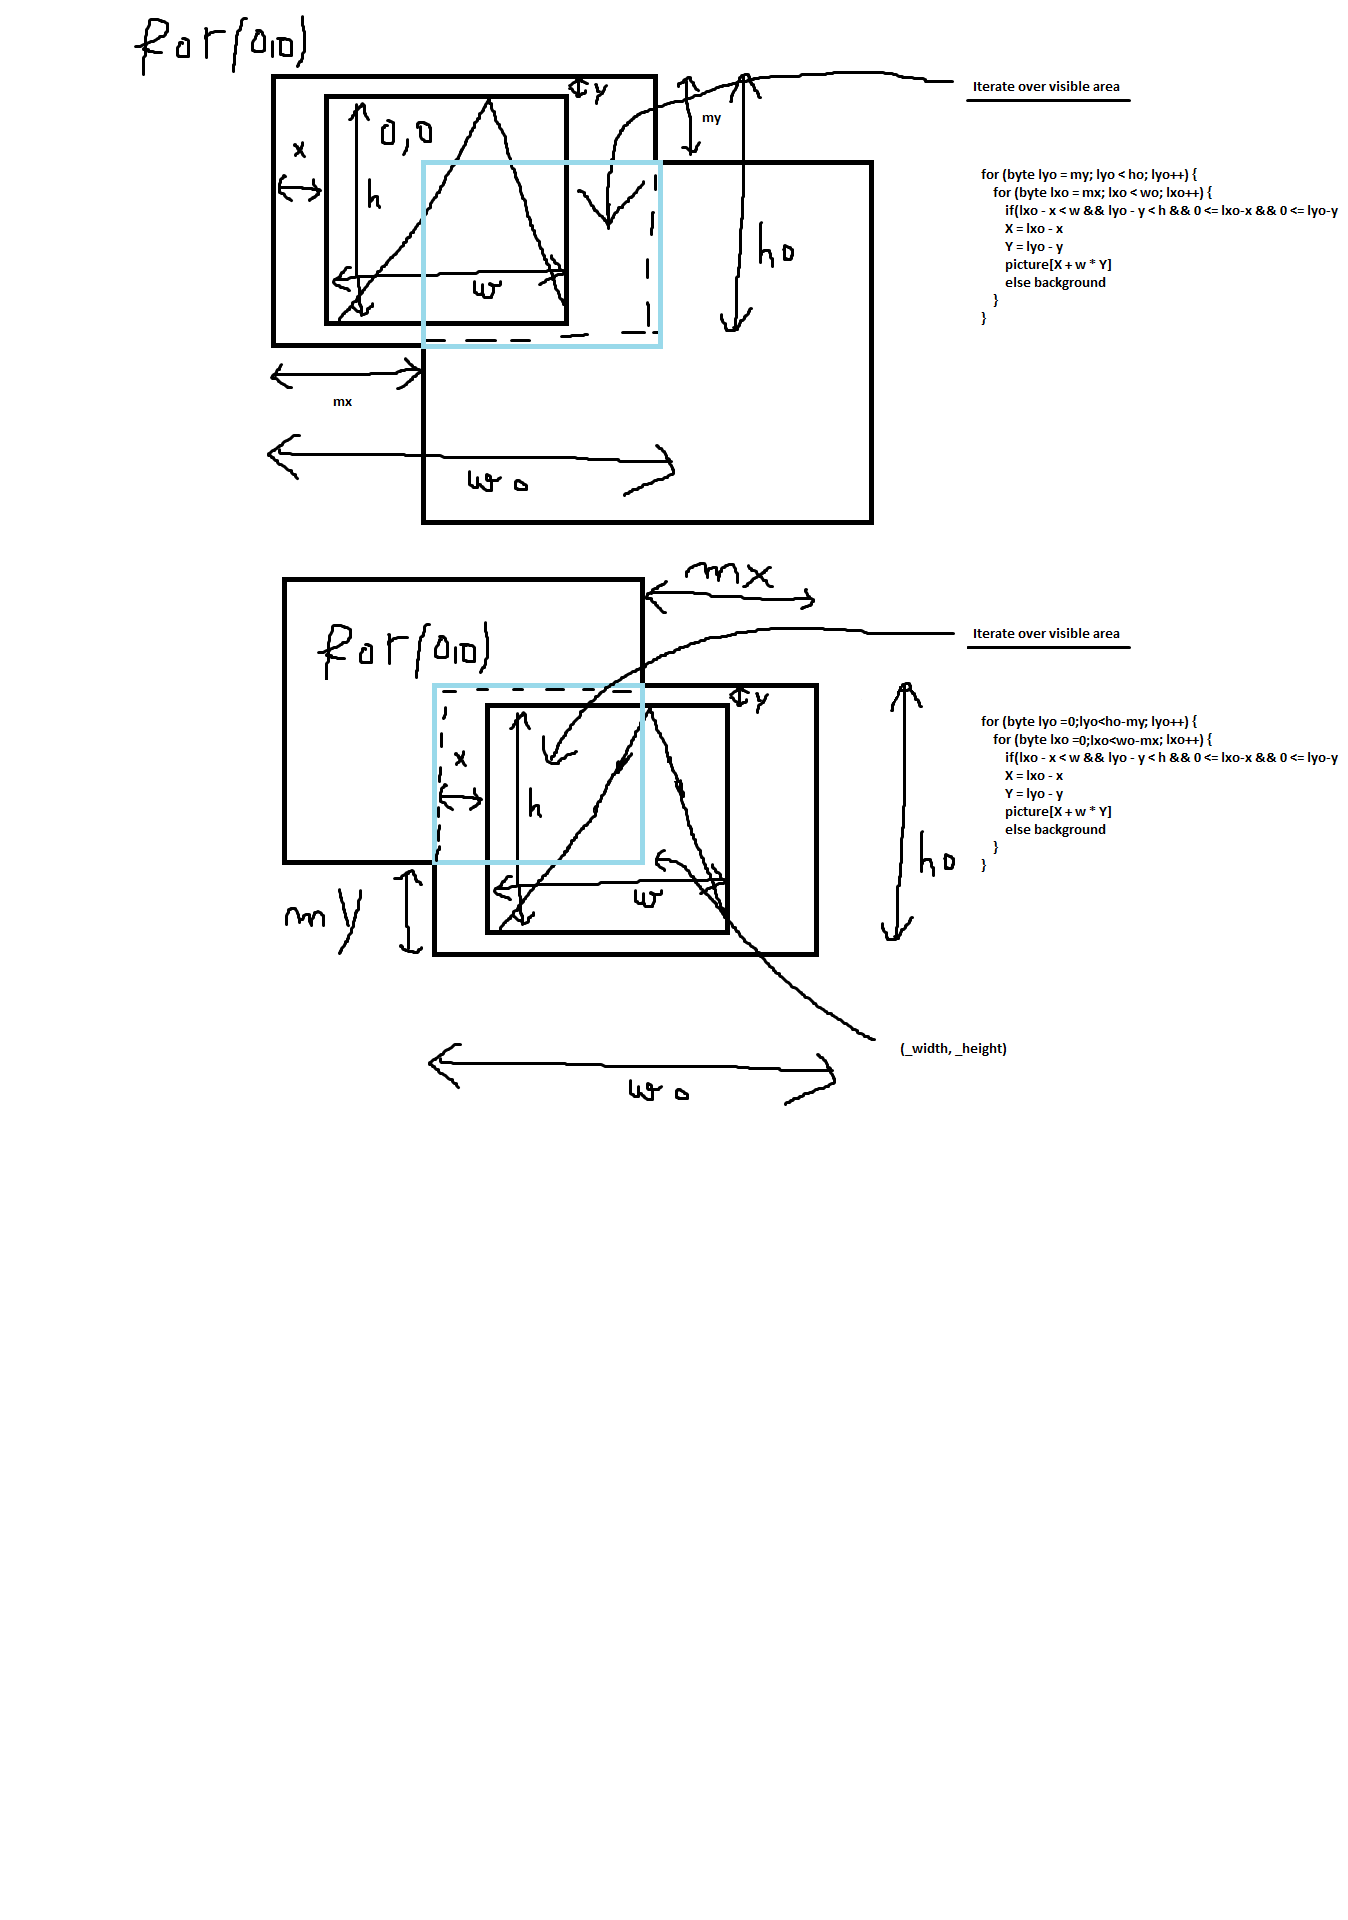 for(0,0)
y
Iterate over visible area
my
0,0
x
h
for (byte lyo = my; lyo < ho; lyo++) {
for (byte lxo = mx; lxo < wo; lxo++) {
if(lxo - x < w && lyo - y < h && 0 <= lxo-x && 0 <= lyo-y
X = lxo - x
ho
Y = lyo - y
picture[X + w * Y]
w
else background
}
}
mx
wo
mx
Iterate over visible area
for(0,0)
y
x
h
for (byte lyo =0;lyo<ho-my; lyo++) {
for (byte lxo =0;lxo<wo-mx; lxo++) {
if(lxo - x < w && lyo - y < h && 0 <= lxo-x && 0 <= lyo-y
X = lxo - x
Y = lyo - y
picture[X + w * Y]
else background
}
}
ho
w
my
(_width, _height)
wo